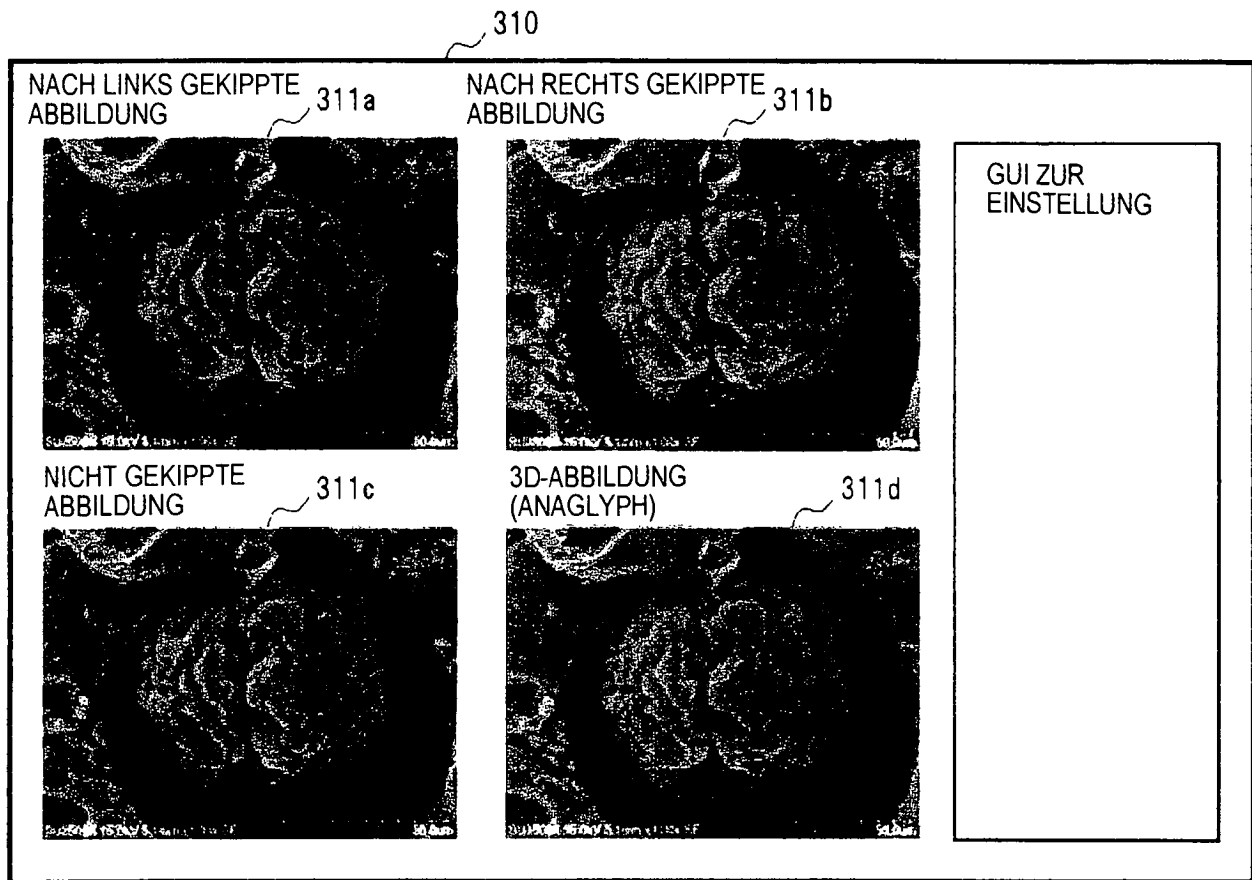 310
NACH LINKS GEKIPPTE
ABBILDUNG
311a
NACH RECHTS GEKIPPTE
ABBILDUNG
311b
GUI ZUR
EINSTELLUNG
NICHT GEKIPPTE
ABBILDUNG
311c
3D-ABBILDUNG
(ANAGLYPH)
311d